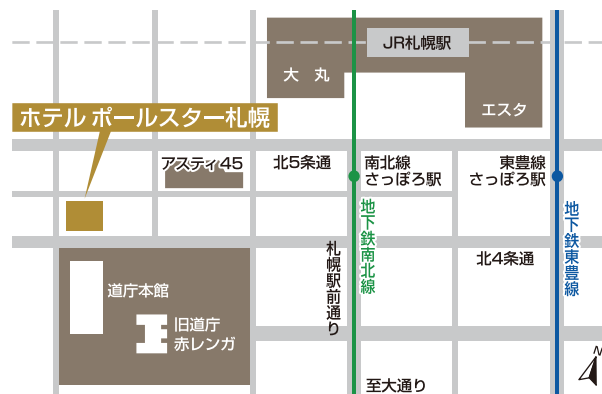 JR札幌駅
大 丸
エスタ
ホテル ポールスター札幌
アスティ45
北5条通
南北線
さっぽろ駅
東豊線
さっぽろ駅
地下鉄南北線
地下鉄東豊線
札幌駅前通り
北4条通
道庁本館
旧道庁
赤レンガ
至大通り
N